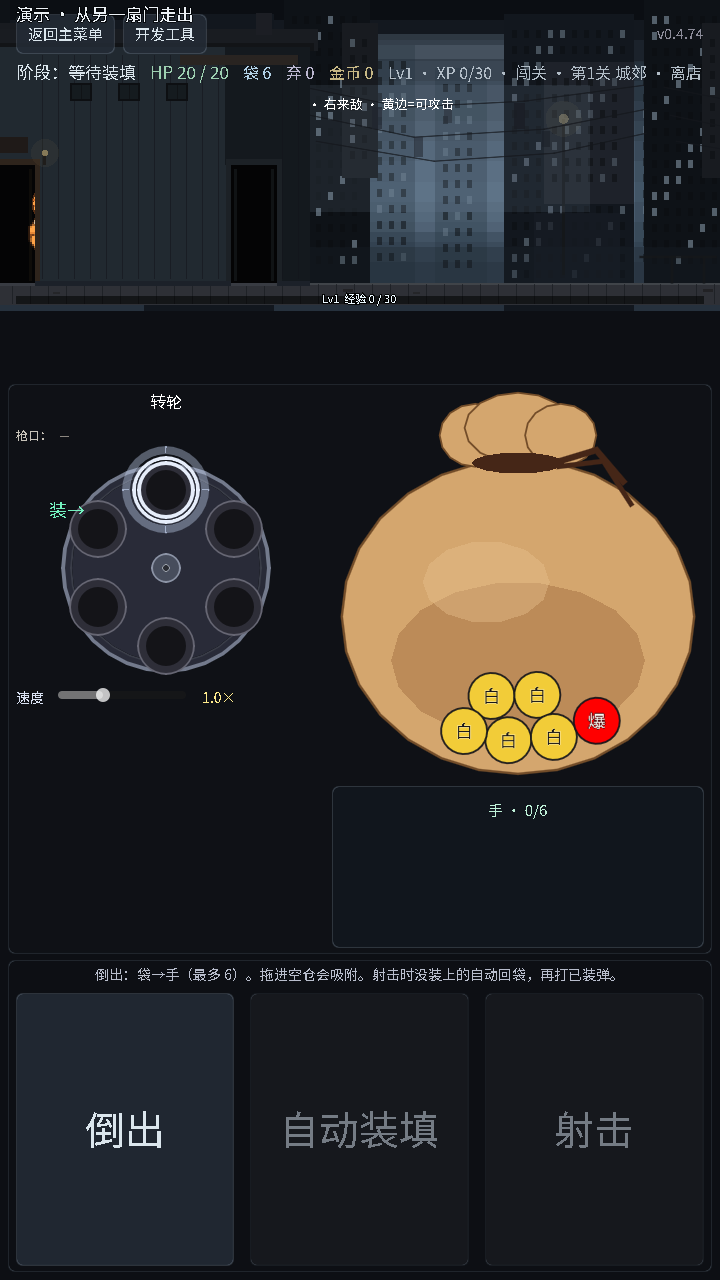 演示 · 从另一扇门走出
返回主菜单 开发工具 v0.4.74
阶段: 等待装填 HP 20 / 20 袋 6 弃 0 金币 0 Lv1 · XP 0/30 · 闯关 · 第1关 城郊 · 离店
· 右来敌 · 黄边=可攻击
Lv1 经验 0 / 30
转轮
枪口: —
装→
速度 1.0×
白 白
白 白 白 爆
手 · 0/6
倒出: 袋→手（最多 6）。拖进空仓会吸附。射击时没装上的自动回袋，再打已装弹。
倒出 自动装填 射击